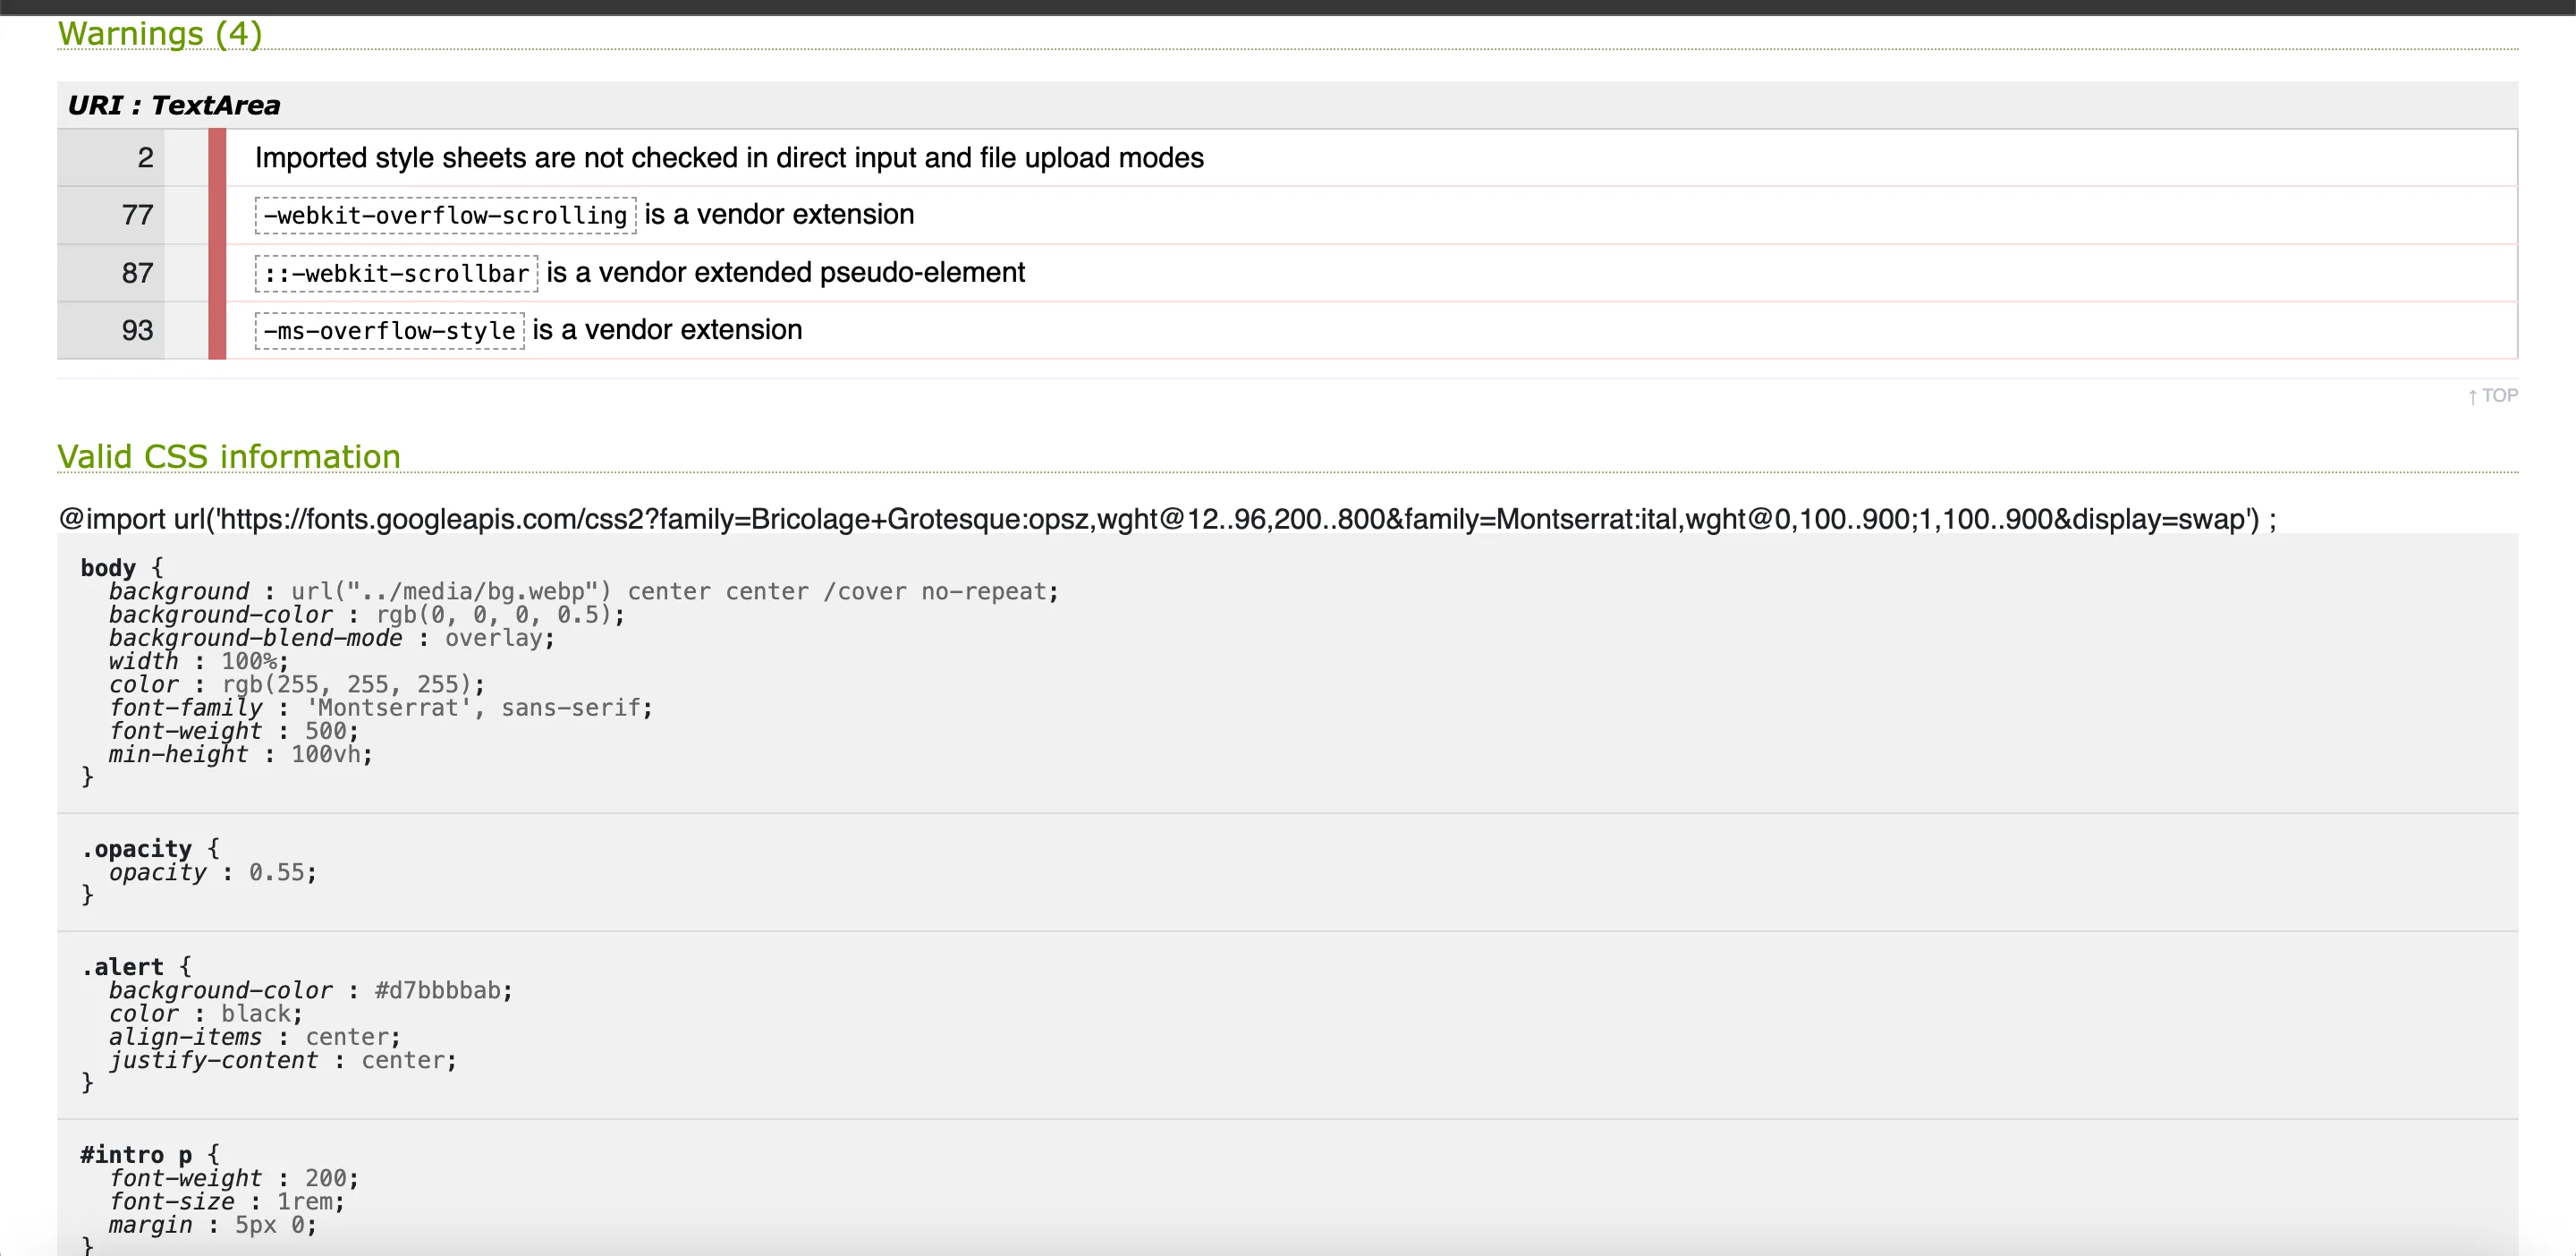 Warnings (4)
URI : TextArea
2 Imported style sheets are not checked in direct input and file upload modes
77 -webkit-overflow-scrolling is a vendor extension
87 ::-webkit-scrollbar is a vendor extended pseudo-element
93 -ms-overflow-style is a vendor extension
↑ TOP
Valid CSS information
@import url('https://fonts.googleapis.com/css2?family=Bricolage+Grotesque:opsz,wght@12..96,200..800&family=Montserrat:ital,wght@0,100..900;1,100..900&display=swap') ;
body {
background : url("../media/bg.webp") center center /cover no-repeat;
background-color : rgb(0, 0, 0, 0.5);
background-blend-mode : overlay;
width : 100%;
color : rgb(255, 255, 255);
font-family : 'Montserrat', sans-serif;
font-weight : 500;
min-height : 100vh;
}
.opacity {
opacity : 0.55;
}
.alert {
background-color : #d7bbbbab;
color : black;
align-items : center;
justify-content : center;
}
#intro p {
font-weight : 200;
font-size : 1rem;
margin : 5px 0;
}